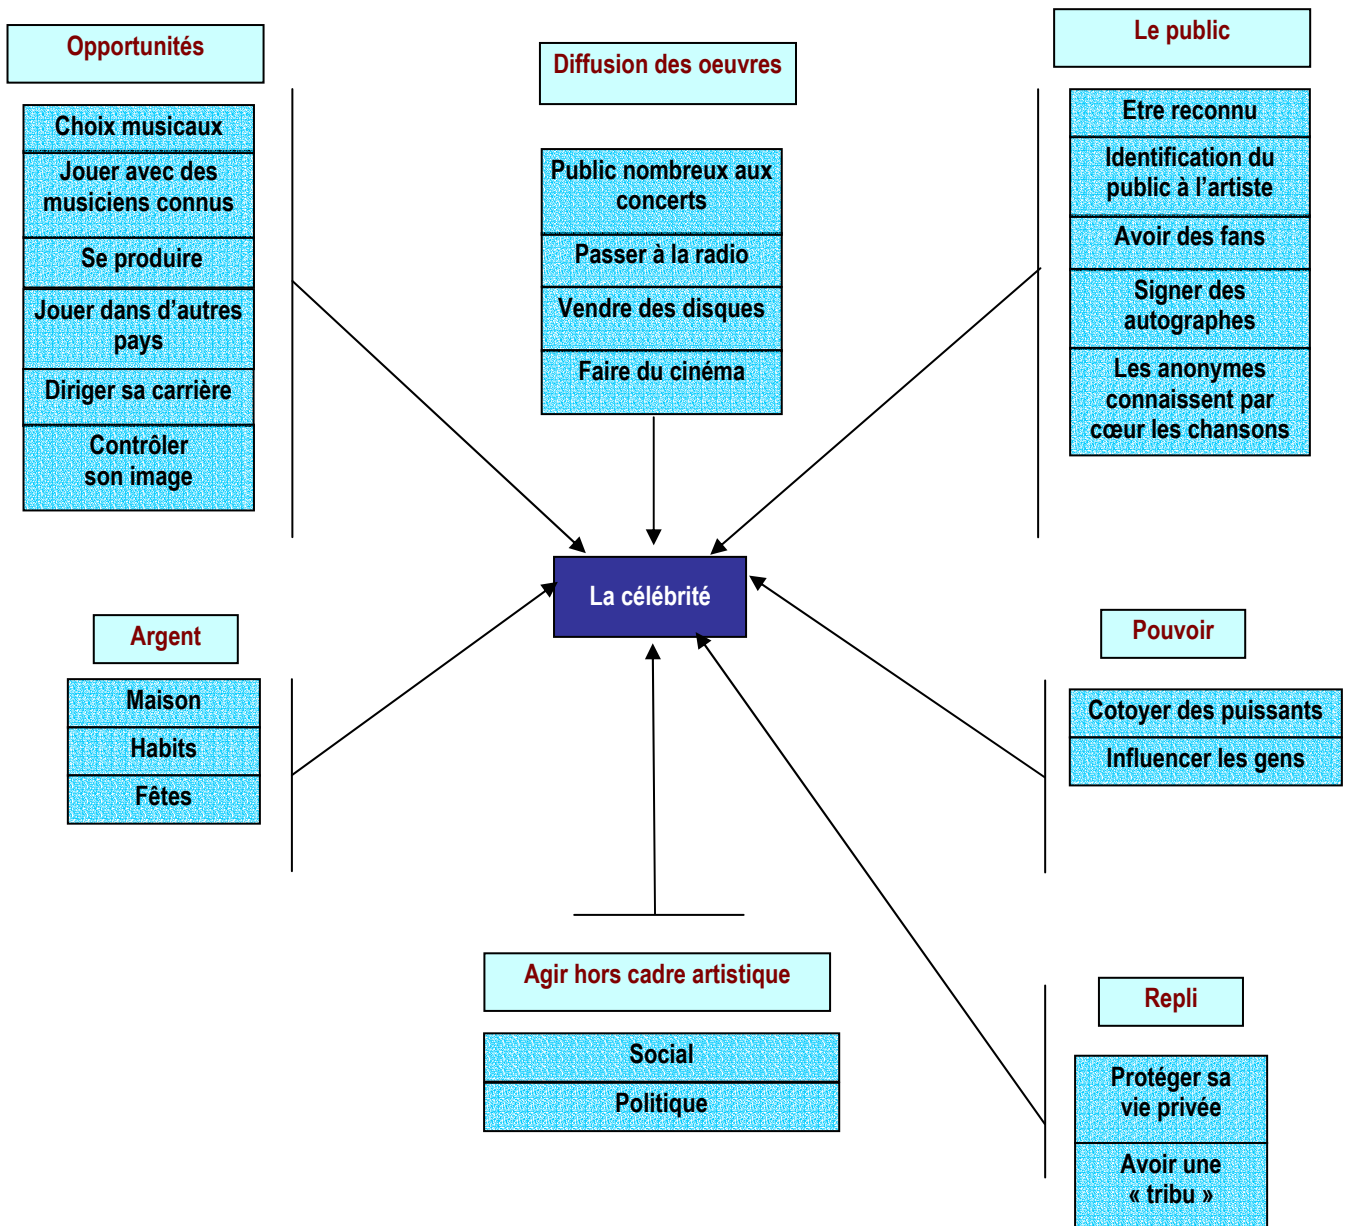 Opportunités
Choix musicaux
Jouer avec des
musiciens connus
Se produire
Jouer dans d’autres
pays
Diriger sa carrière
Contrôler
son image
Diffusion des oeuvres
Public nombreux aux
concerts
Passer à la radio
Vendre des disques
Faire du cinéma
Le public
Etre reconnu
Identification du
public à l’artiste
Avoir des fans
Signer des
autographes
Les anonymes
connaissent par
cœur les chansons
La célébrité
Argent
Maison
Habits
Fêtes
Pouvoir
Cotoyer des puissants
Influencer les gens
Agir hors cadre artistique
Social
Politique
Repli
Protéger sa
vie privée
Avoir une
« tribu »